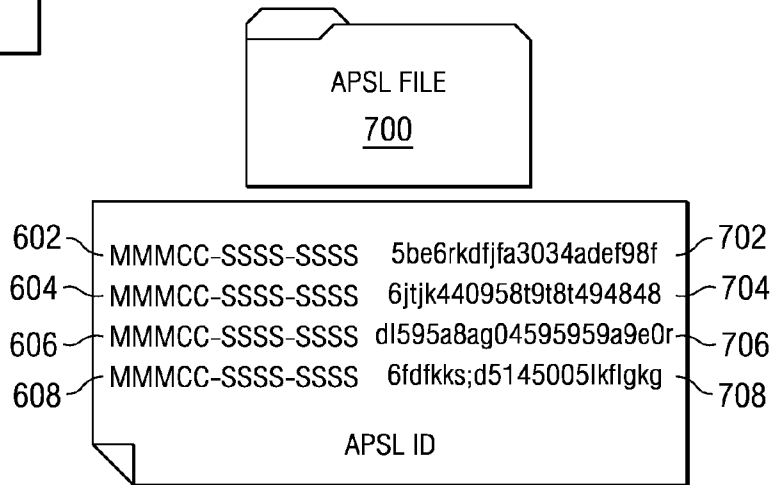 APSL FILE
700
602 MMMCC-SSSS-SSSS 5be6rkdfjfa3034adef98f 702
604 MMMCC-SSSS-SSSS 6jtjk440958t9t8t494848 704
606 MMMCC-SSSS-SSSS dl595a8ag04595959a9e0r 706
608 MMMCC-SSSS-SSSS 6fdfkks;d5145005lkflgkg 708
APSL ID